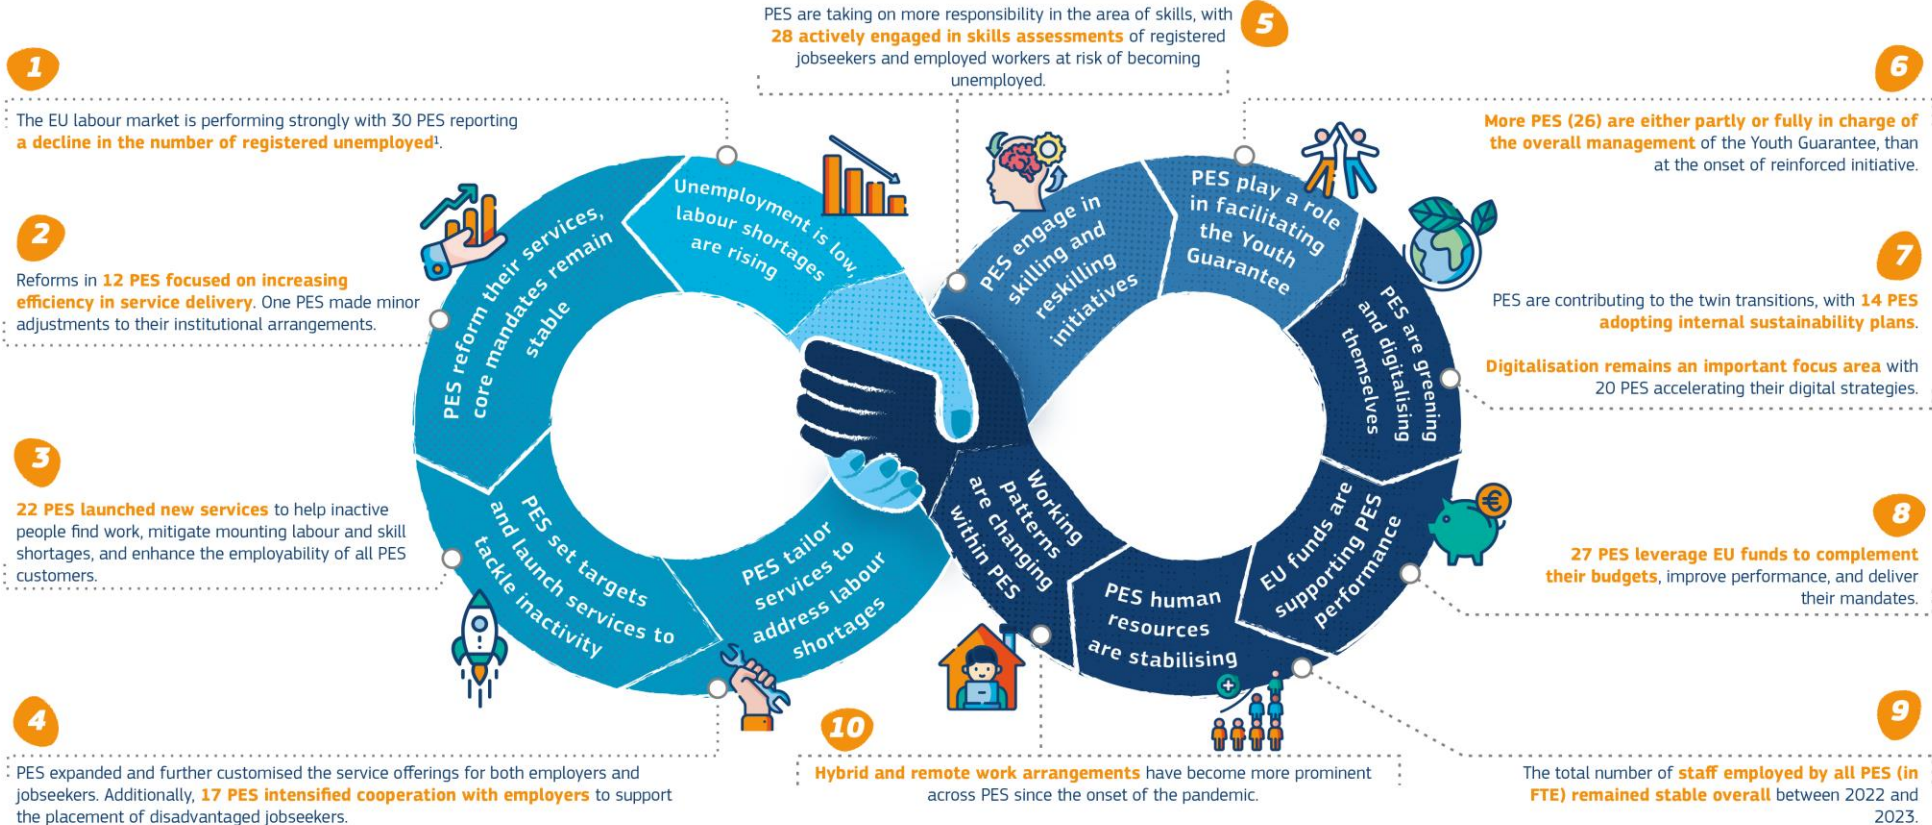 1
The EU labour market is performing strongly with 30 PES reporting
a decline in the number of registered unemployed¹.
2
Reforms in 12 PES focused on increasing
efficiency in service delivery. One PES made minor
adjustments to their institutional arrangements.
3
22 PES launched new services to help inactive
people find work, mitigate mounting labour and skill
shortages, and enhance the employability of all PES
customers.
4
PES expanded and further customised the service offerings for both employers and
jobseekers. Additionally, 17 PES intensified cooperation with employers to support
the placement of disadvantaged jobseekers.
5
PES are taking on more responsibility in the area of skills, with
28 actively engaged in skills assessments of registered
jobseekers and employed workers at risk of becoming
unemployed.
6
More PES (26) are either partly or fully in charge of
the overall management of the Youth Guarantee, than
at the onset of reinforced initiative.
7
PES are contributing to the twin transitions, with 14 PES
adopting internal sustainability plans.
Digitalisation remains an important focus area with
20 PES accelerating their digital strategies.
8
27 PES leverage EU funds to complement
their budgets, improve performance, and deliver
their mandates.
9
The total number of staff employed by all PES (in
FTE) remained stable overall between 2022 and
2023.
10
Hybrid and remote work arrangements have become more prominent
across PES since the onset of the pandemic.
Unemployment is low,
labour shortages
are rising
PES reform their services,
core mandates remain
stable
PES set targets
and launch services to
tackle inactivity
PES tailor
services to
address labour
shortages
PES engage in
skilling and
reskilling
initiatives
PES play a role
in facilitating
the Youth
Guarantee
PES are greening
and digitalising
themselves
EU funds are
supporting PES
performance
€
PES human
resources
are stabilising
Working
patterns
are changing
within PES